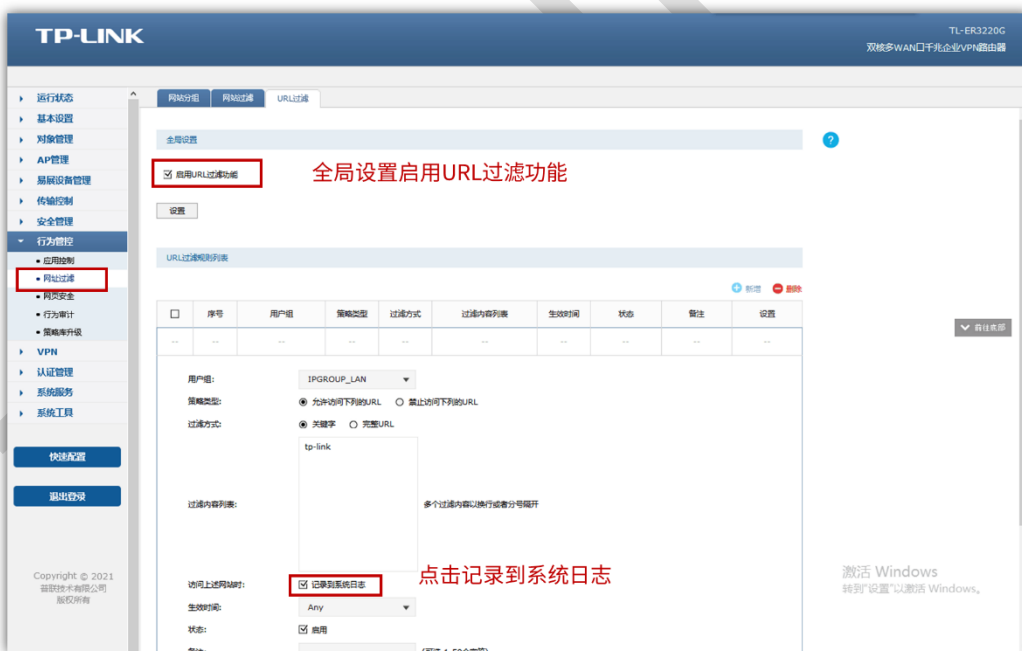 TP-LINK
TL-ER3220G
双核多WAN口千兆企业VPN路由器
运行状态
基本设置
对象管理
AP管理
易展设备管理
传输控制
安全管理
行为管控
应用控制
网址过滤
网页安全
行为审计
策略库升级
VPN
认证管理
系统服务
系统工具
快速配置
退出登录
Copyright © 2021
普联技术有限公司
版权所有
网站分组 网站过滤 URL过滤
全局设置
启用URL过滤功能
全局设置启用URL过滤功能
设置
URL过滤规则列表
新增 删除
序号 用户组 策略类型 过滤方式 过滤内容列表 生效时间 状态 备注 设置
-- -- -- -- -- -- -- -- -- --
前往底部
用户组: IPGROUP_LAN
策略类型: 允许访问下列的URL 禁止访问下列的URL
过滤方式: 关键字 完整URL
tp-link
过滤内容列表: 多个过滤内容以换行或者分号隔开
访问上述网站时: 记录到系统日志
点击记录到系统日志
生效时间: Any
状态: 启用
激活 Windows
转到"设置"以激活 Windows。